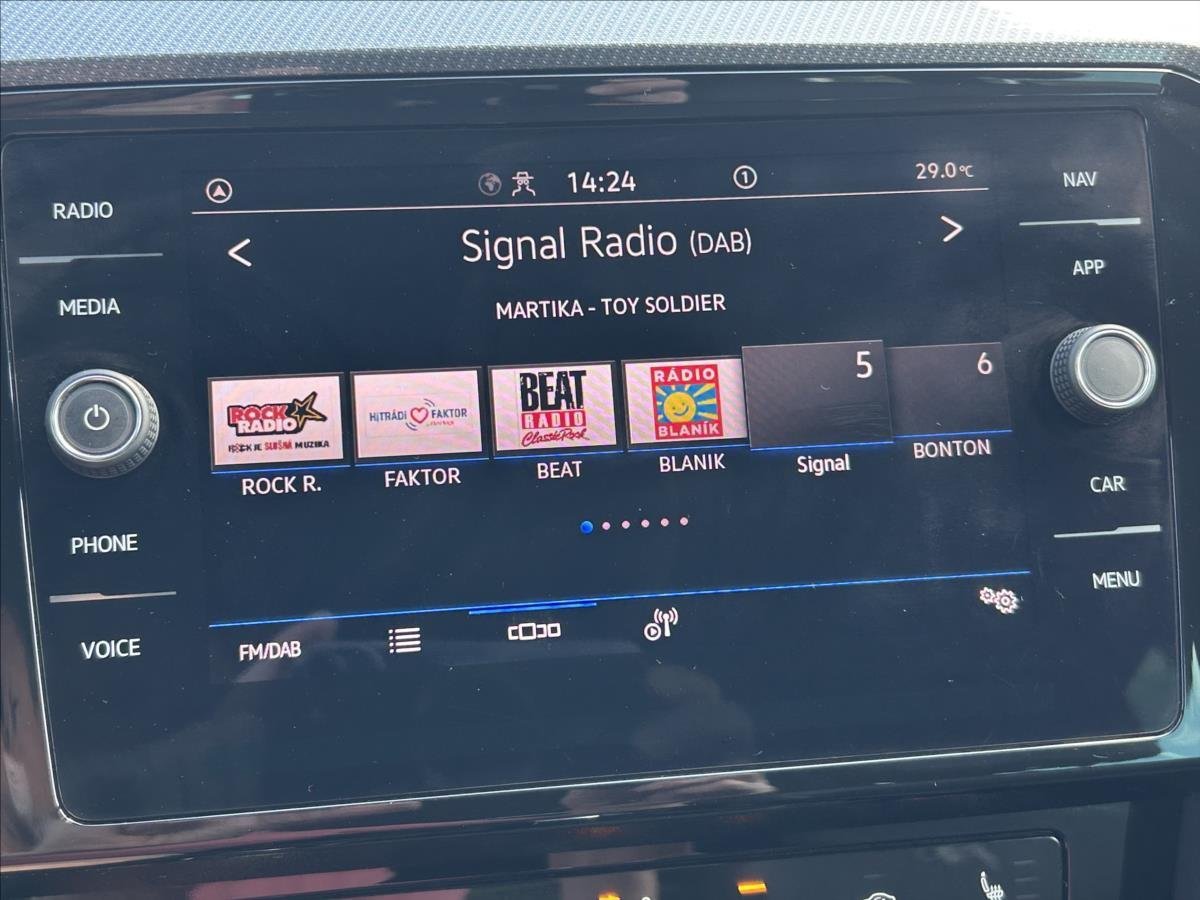 14:24
1
29.0°C
RADIO
NAV
Signal Radio (DAB)
APP
MEDIA
MARTIKA - TOY SOLDIER
ROCK RADIO
ROCK JE SLUŠNÁ MUZIKA
HITRÁDIO FAKTOR
BEAT
RADIO
Classic Rock
RÁDIO
BLANÍK
5
6
ROCK R.
FAKTOR
BEAT
BLANIK
Signal
BONTON
CAR
PHONE
MENU
VOICE
FM/DAB